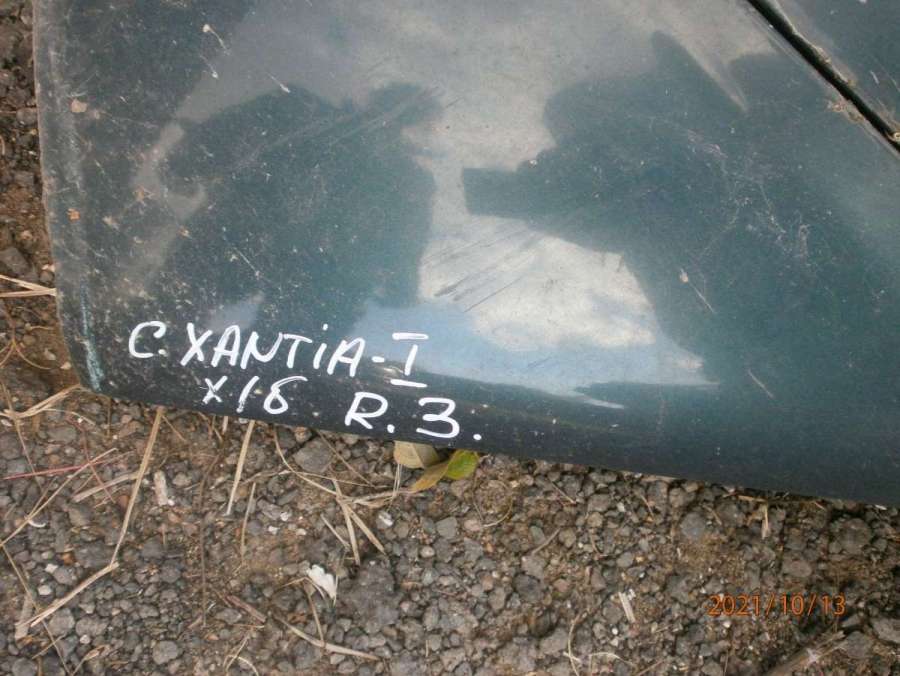 C. XANTiA-I
x16 R.3.
2021/10/13